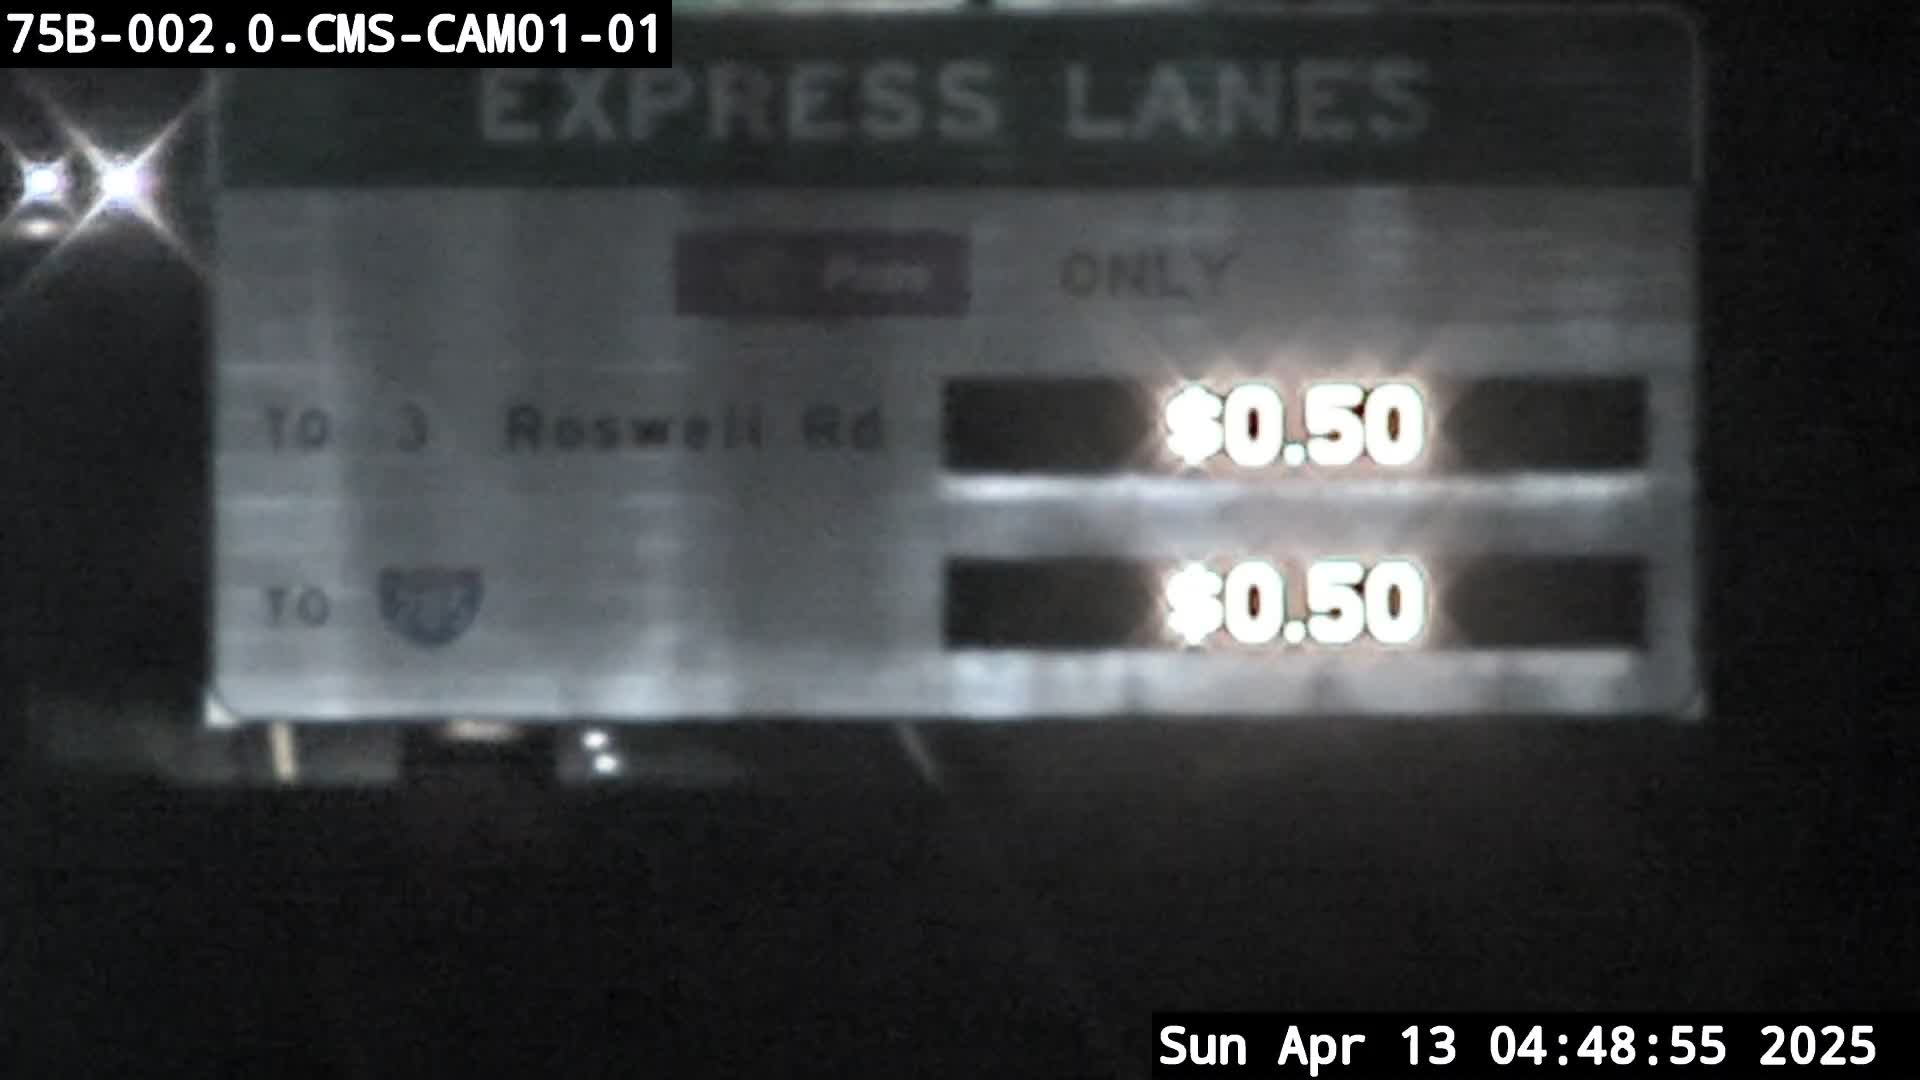 75B-002.0-CMS-CAM01-01
EXPRESS LANES
Pass ONLY
TO 3 Roswell Rd $0.50
TO $0.50
Sun Apr 13 04:48:55 2025